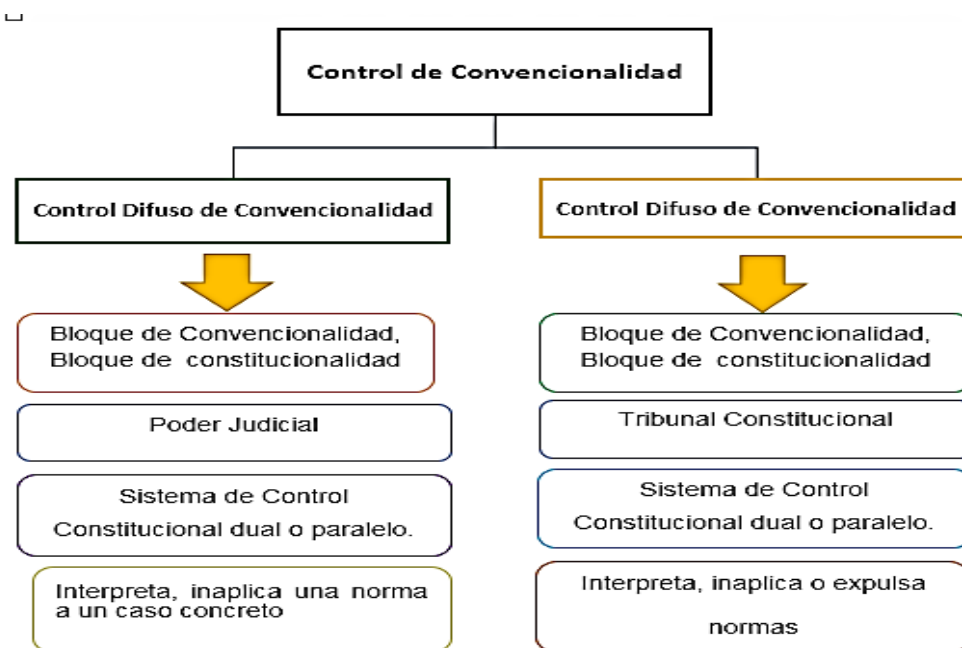 Control de Convencionalidad
Control Difuso de Convencionalidad
Bloque de Convencionalidad,
Bloque de constitucionalidad
Poder Judicial
Sistema de Control
Constitucional dual o paralelo.
Interpreta, inaplica una norma
a un caso concreto
Control Difuso de Convencionalidad
Bloque de Convencionalidad,
Bloque de constitucionalidad
Tribunal Constitucional
Sistema de Control
Constitucional dual o paralelo.
Interpreta, inaplica o expulsa
normas